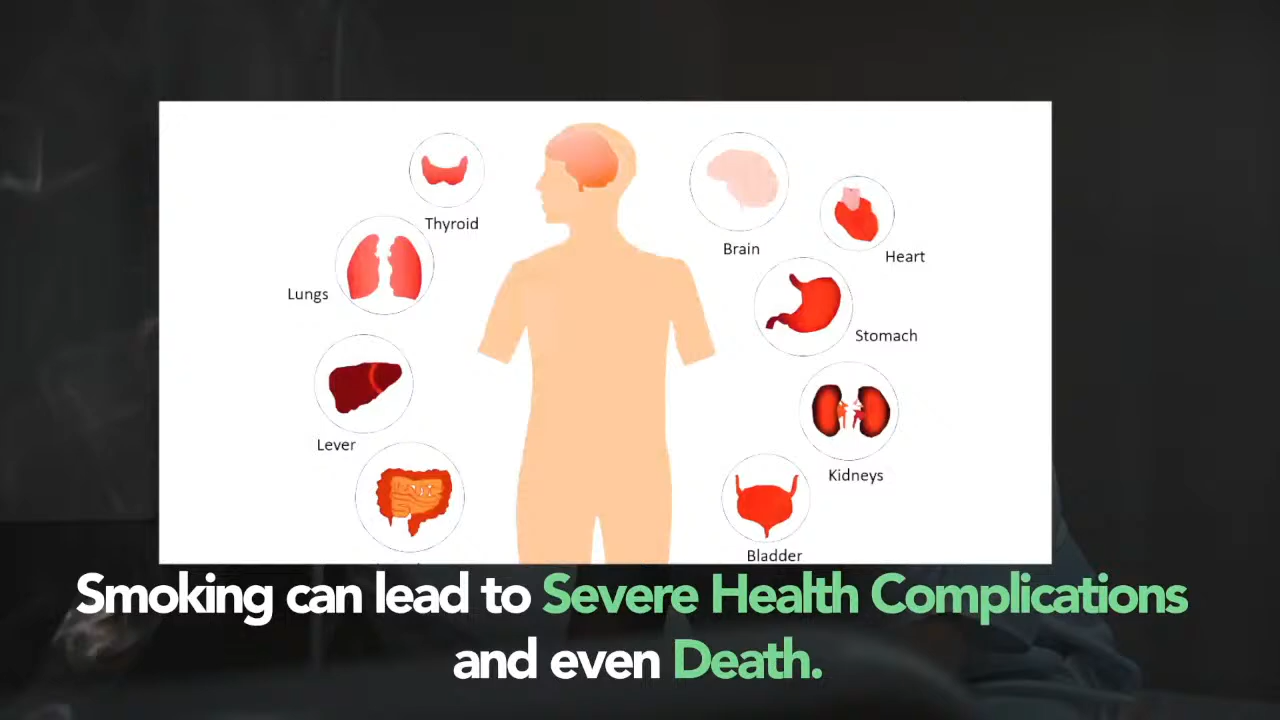 Thyroid
Brain
Heart
Lungs
Stomach
Lever
Kidneys
Bladder
Smoking can lead to Severe Health Complications
and even Death.